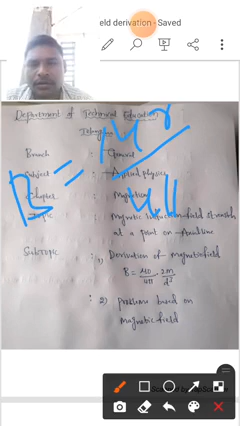 eld derivation - Saved
Department of Technical Education
Branch : General
Subject : Applied physics
Chapter : Magnetism
: Magnetic induction field strength
at a point on - Axial line
Subtopic : 1) Derivation of - Magnetic field
B = μ0/4π · 2M/d³
: 2) Problems based on
Magnetic field
B = μ
4π